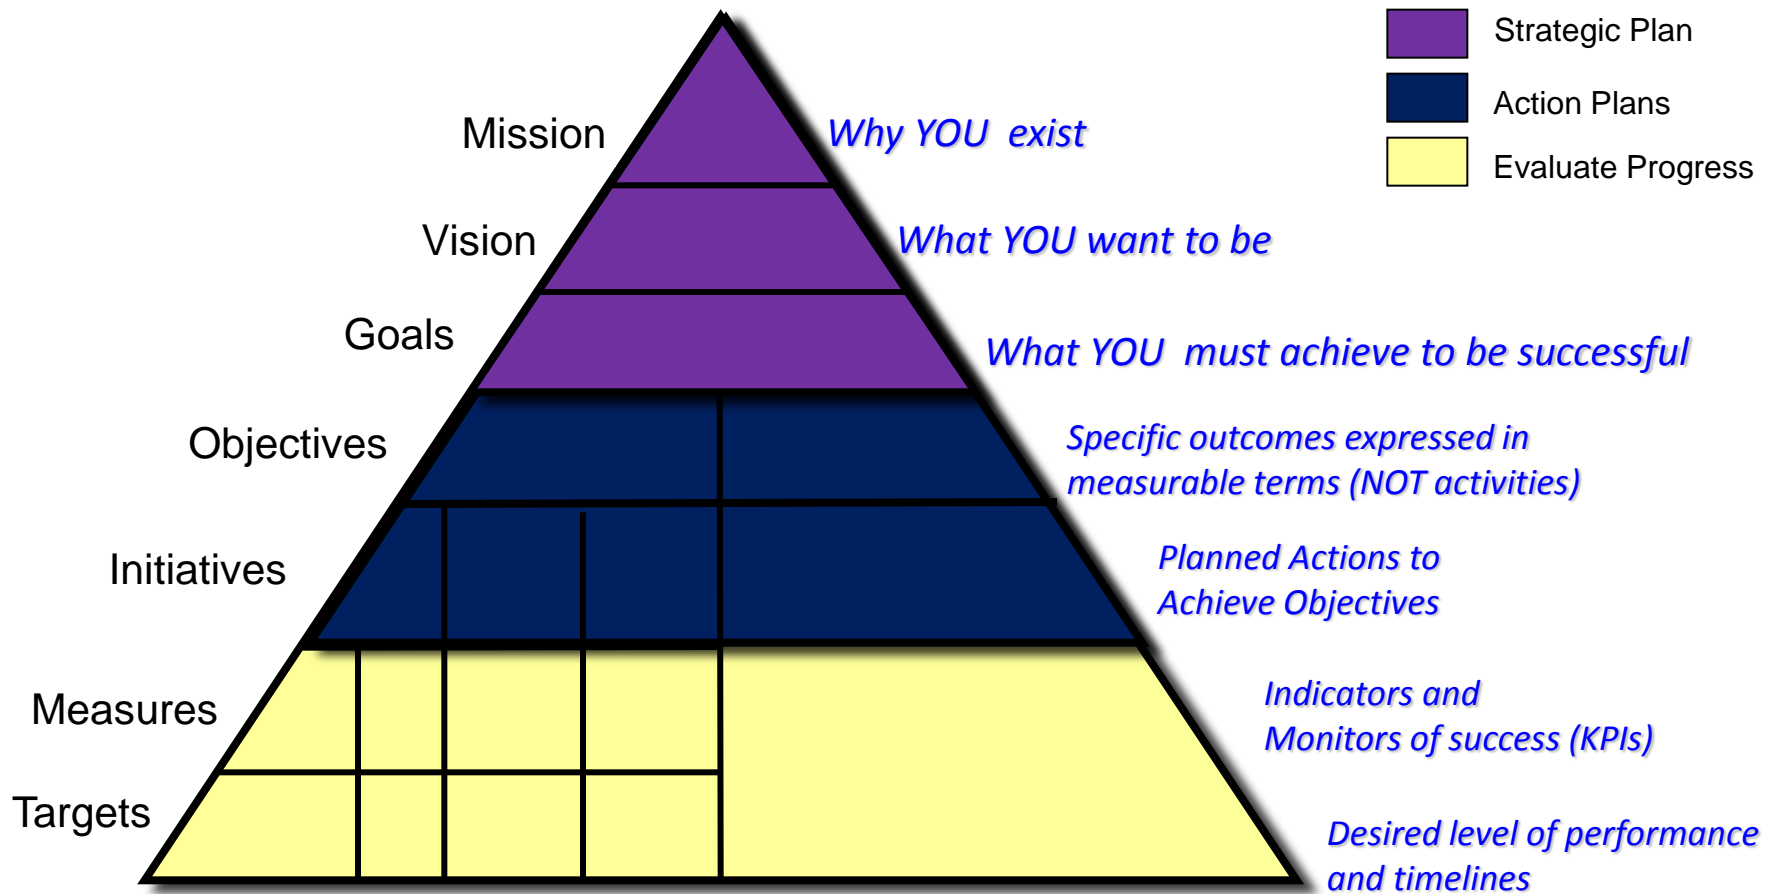 Strategic Plan
Action Plans
Evaluate Progress
Mission
Why YOU exist
Vision
What YOU want to be
Goals
What YOU must achieve to be successful
Objectives
Specific outcomes expressed in
measurable terms (NOT activities)
Initiatives
Planned Actions to
Achieve Objectives
Measures
Indicators and
Monitors of success (KPIs)
Targets
Desired level of performance
and timelines